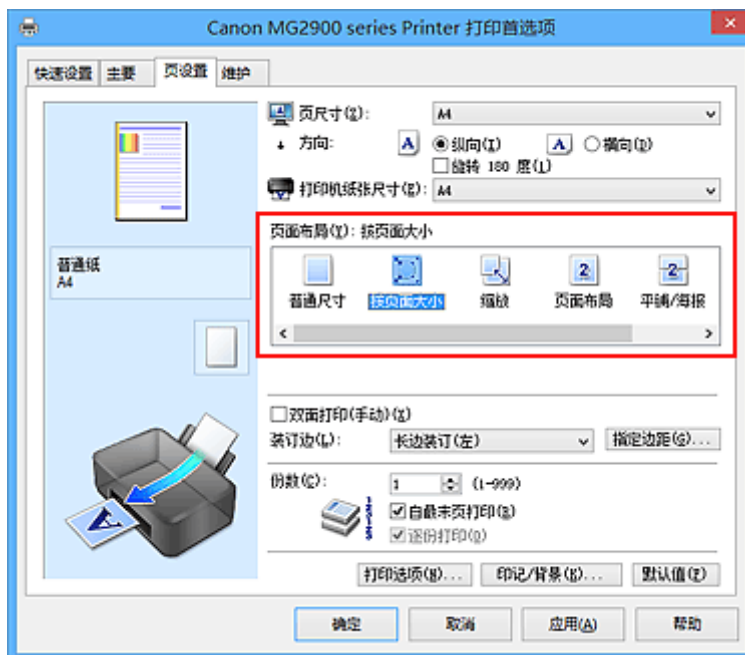 Canon MG2900 series Printer 打印首选项
快速设置 主要 页设置 维护
页尺寸(Z): A4
方向: A 纵向(I) A 横向(D)
旋转 180 度(L)
打印机纸张尺寸(E): A4
页面布局(Y): 按页面大小
普通纸
A4
普通尺寸 按页面大小 缩放 页面布局 平铺/海报
双面打印(手动)(X)
装订边(L): 长边装订(左) 指定边距(G)...
份数(C): 1 (1-999)
自最末页打印(R)
逐份打印(O)
打印选项(N)... 印记/背景(K)... 默认值(F)
确定 取消 应用(A) 帮助